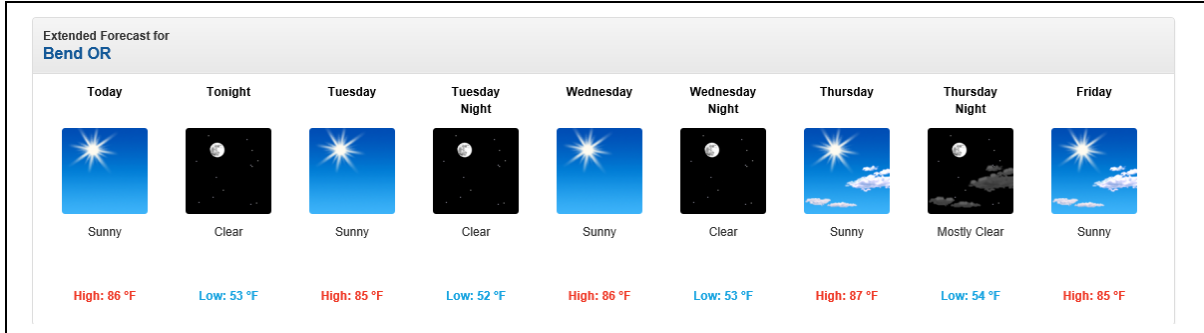 Extended Forecast for
Bend OR
Today
Tonight
Tuesday
Tuesday
Night
Wednesday
Wednesday
Night
Thursday
Thursday
Night
Friday
Sunny
Clear
Sunny
Clear
Sunny
Clear
Sunny
Mostly Clear
Sunny
High: 86 °F
Low: 53 °F
High: 85 °F
Low: 52 °F
High: 86 °F
Low: 53 °F
High: 87 °F
Low: 54 °F
High: 85 °F